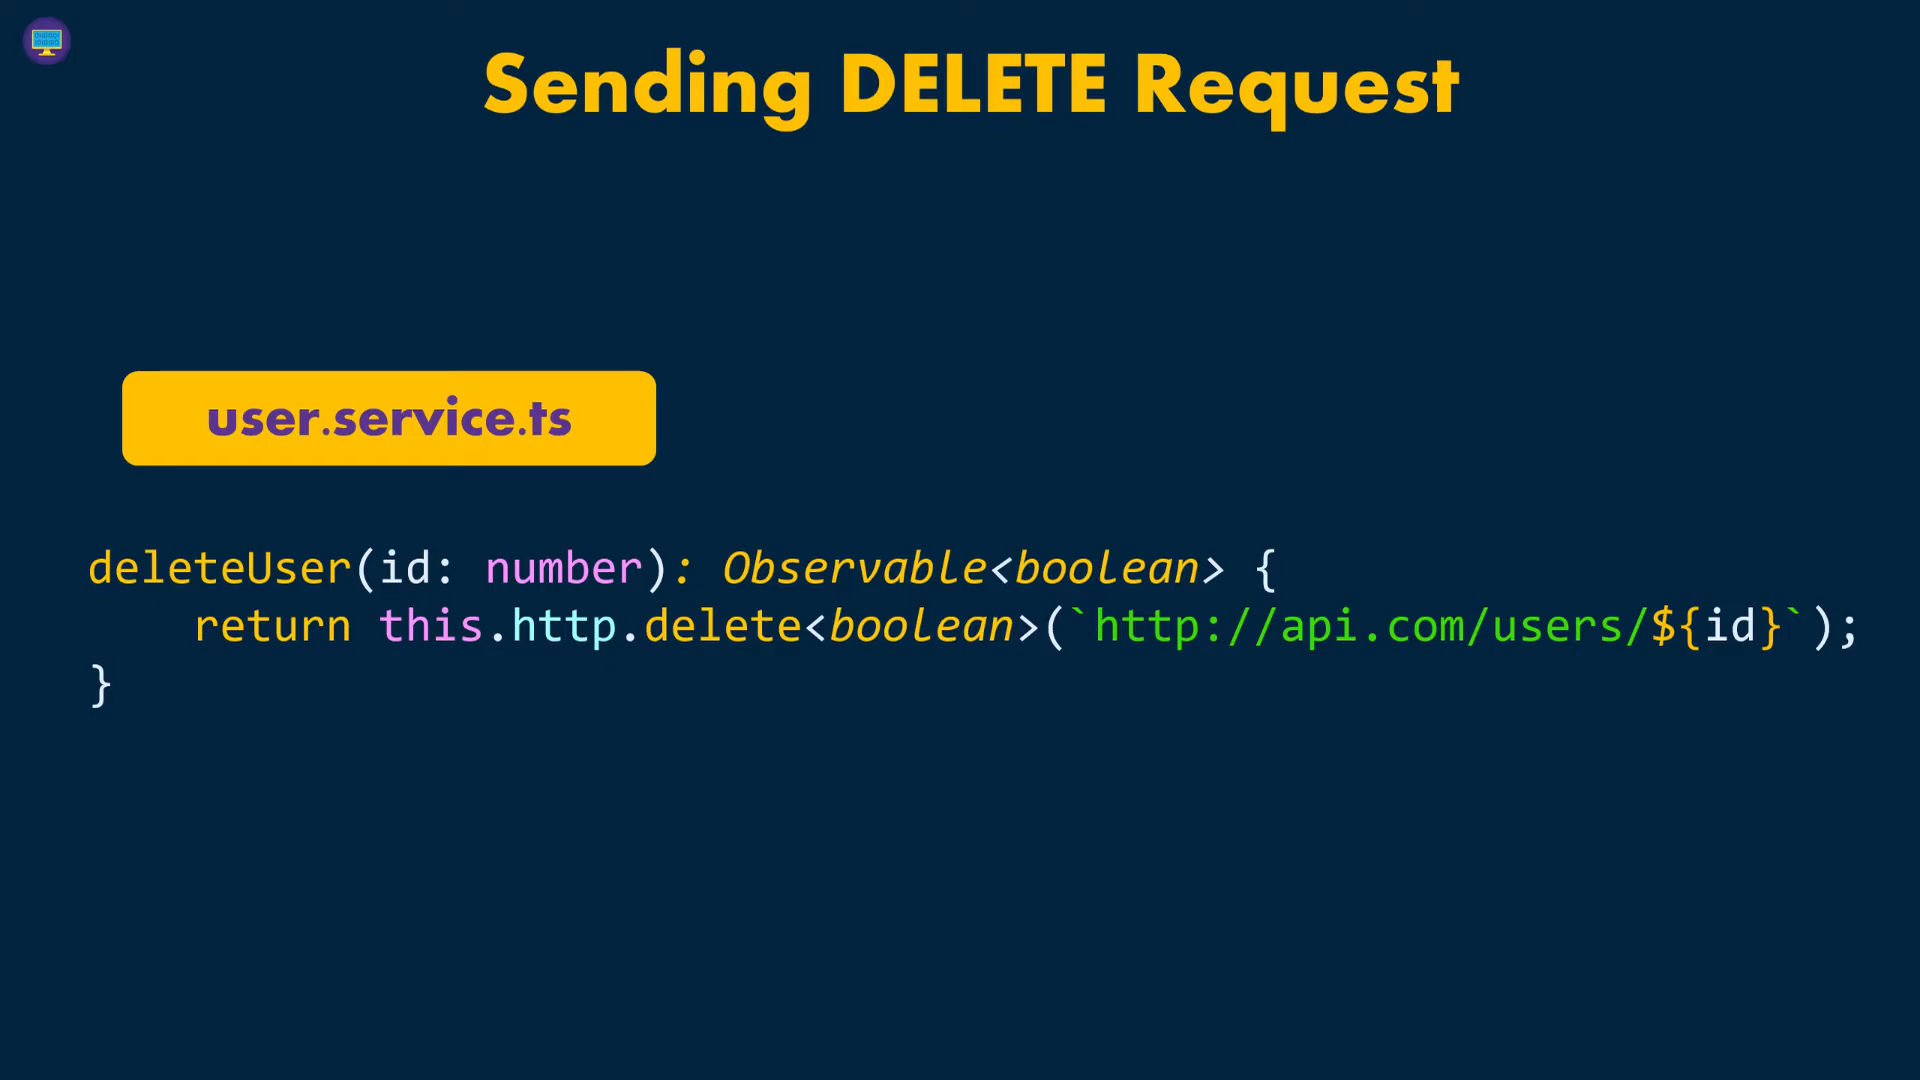 Sending DELETE Request
user.service.ts
deleteUser(id: number): Observable<boolean> {
    return this.http.delete<boolean>(`http://api.com/users/${id}`);
}